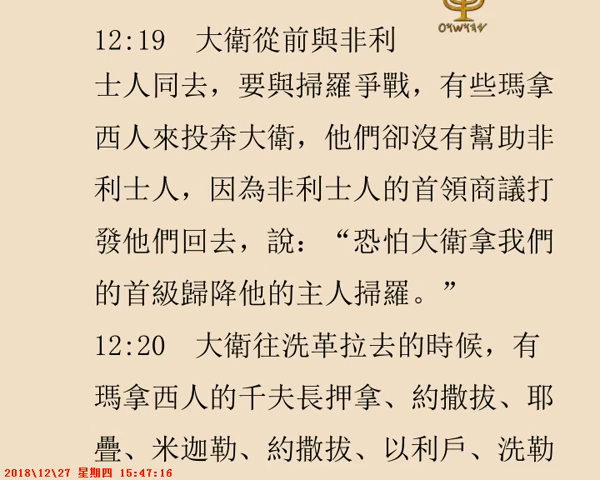 12:19　大衛從前與非利
士人同去，要與掃羅爭戰，有些瑪拿
西人來投奔大衛，他們卻沒有幫助非
利士人，因為非利士人的首領商議打
發他們回去，說：“恐怕大衛拿我們
的首級歸降他的主人掃羅。”
12:20　大衛往洗革拉去的時候，有
瑪拿西人的千夫長押拿、約撒拔、耶
疊、米迦勒、約撒拔、以利戶、洗勒
2018\12\27 星期四 15:47:16